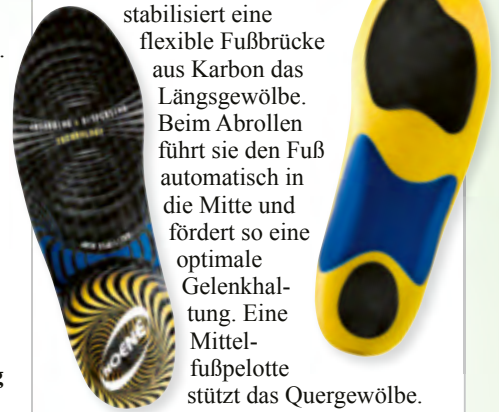 stabilisiert eine
flexible Fußbrücke
aus Karbon das
Längsgewölbe.
Beim Abrollen
führt sie den Fuß
automatisch in
die Mitte und
fördert so eine
optimale
Gelenkhal-
tung. Eine
Mittel-
fußpelotte
stützt das Quergewölbe.
TECHNOLOGY
g